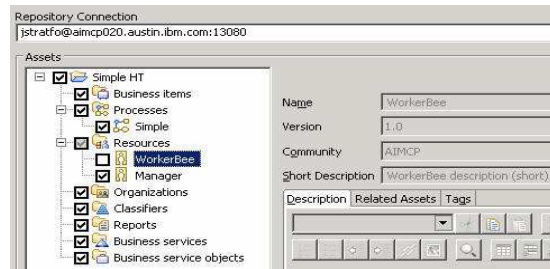 Repository Connection
jstratfo@aimcp020.austin.ibm.com:13080
Assets
Simple HT
Business items
Processes
Simple
Resources
WorkerBee
Manager
Organizations
Classifiers
Reports
Business services
Business service objects
Name WorkerBee
Version 1.0
Community AIMCP
Short Description WorkerBee description (short)
Description Related Assets Tags